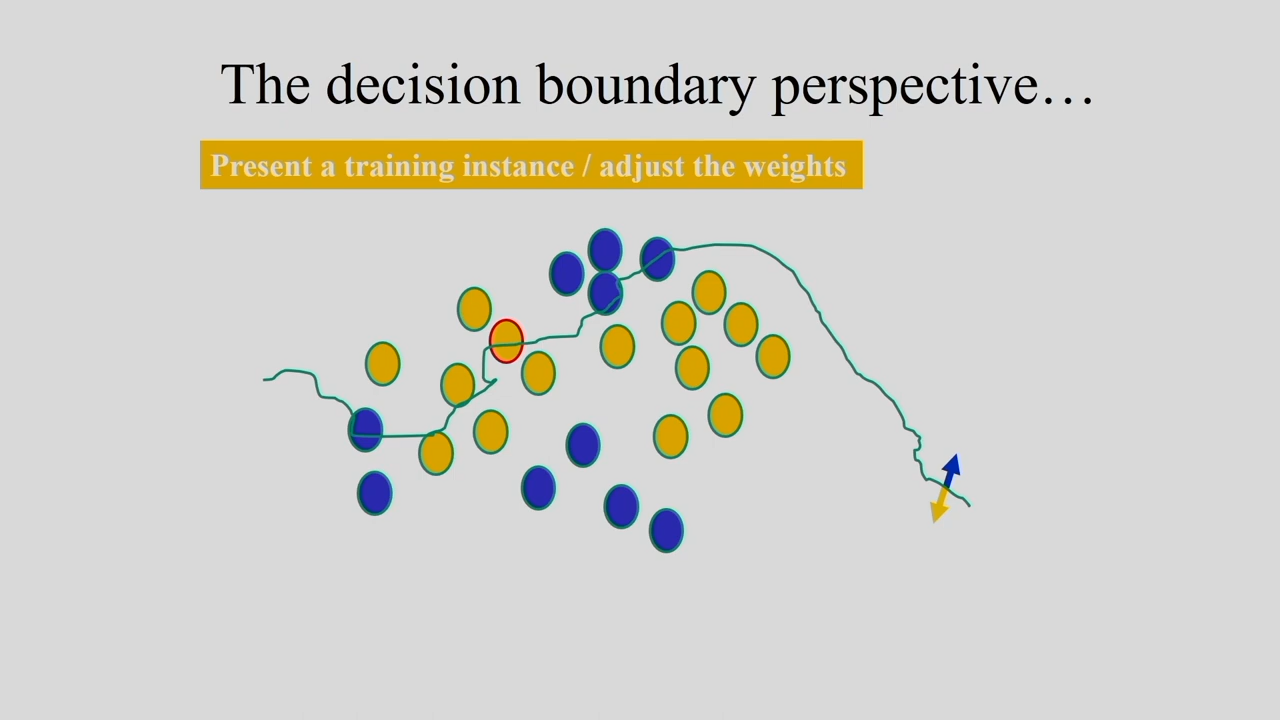 The decision boundary perspective…
Present a training instance / adjust the weights